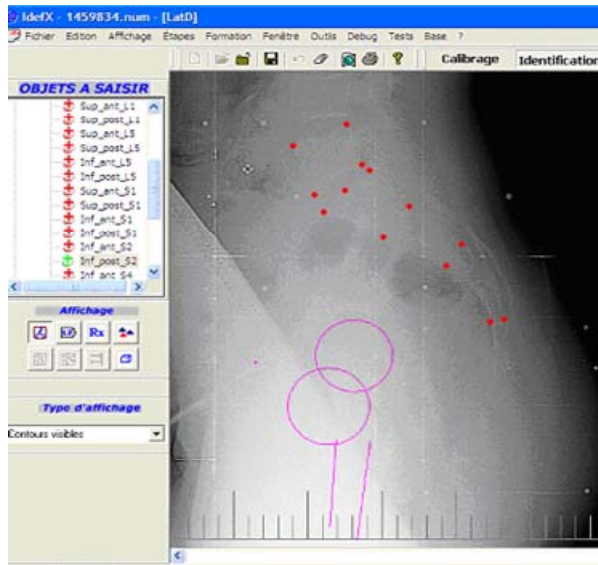 IdefX - 1459834.num - [LatD]
Fichier Edition Affichage Étapes Formation Fenêtre Outils Debug Tests Base ?
Calibrage Identification
OBJETS A SAISIR
Sup_ant_L1
Sup_post_L1
Sup_ant_L5
Sup_post_L5
Inf_ant_L5
Inf_post_L5
Sup_ant_S1
Sup_post_S1
Inf_ant_S1
Inf_post_S1
Inf_ant_S2
Inf_post_S2
Inf_ant_S4
Affichage
Rx
Type d'affichage
Contours visibles